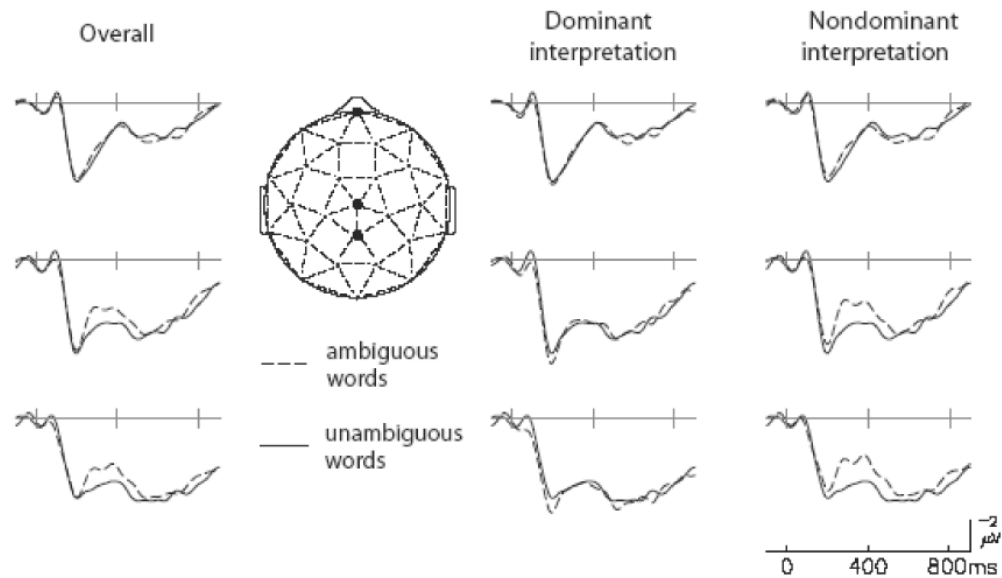 Overall
Dominant
interpretation
Nondominant
interpretation
ambiguous
words
unambiguous
words
−2
μV
0 400 800ms